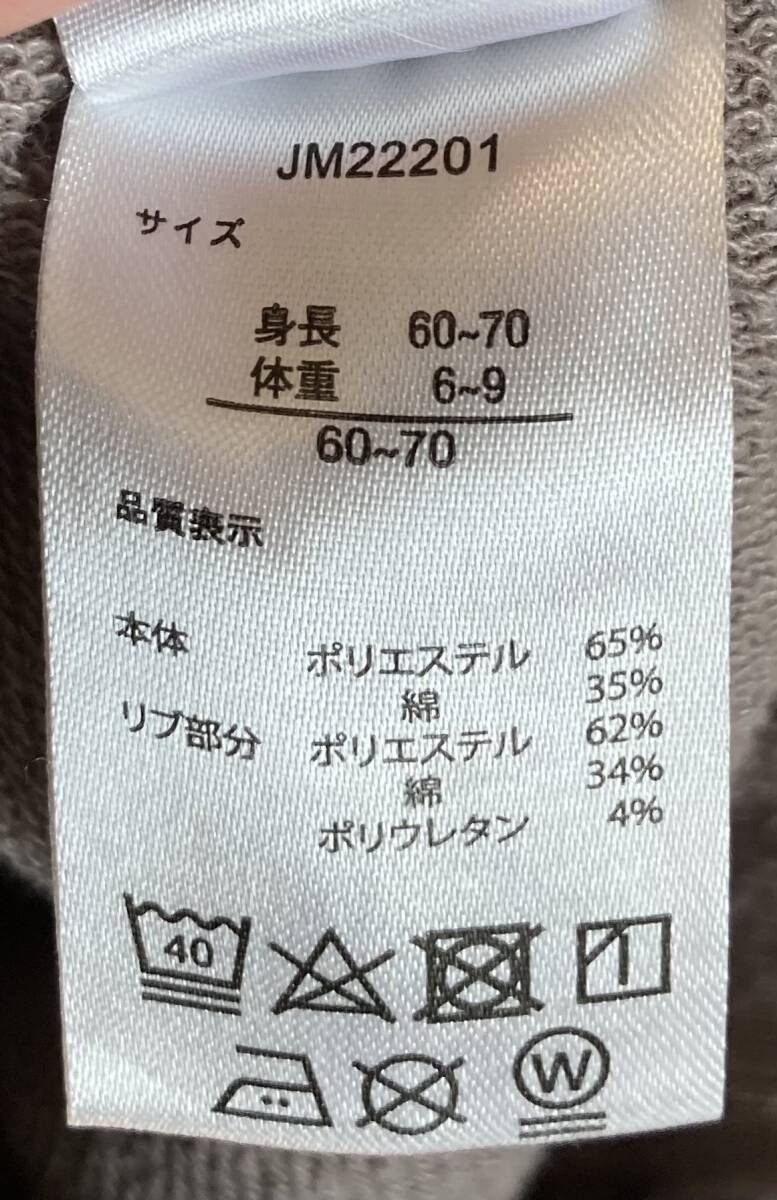 JM22201
サイズ
身長 60~70
体重 6~9
60~70
品質表示
本体 ポリエステル 65%
綿 35%
リブ部分 ポリエステル 62%
綿 34%
ポリウレタン 4%
40
W